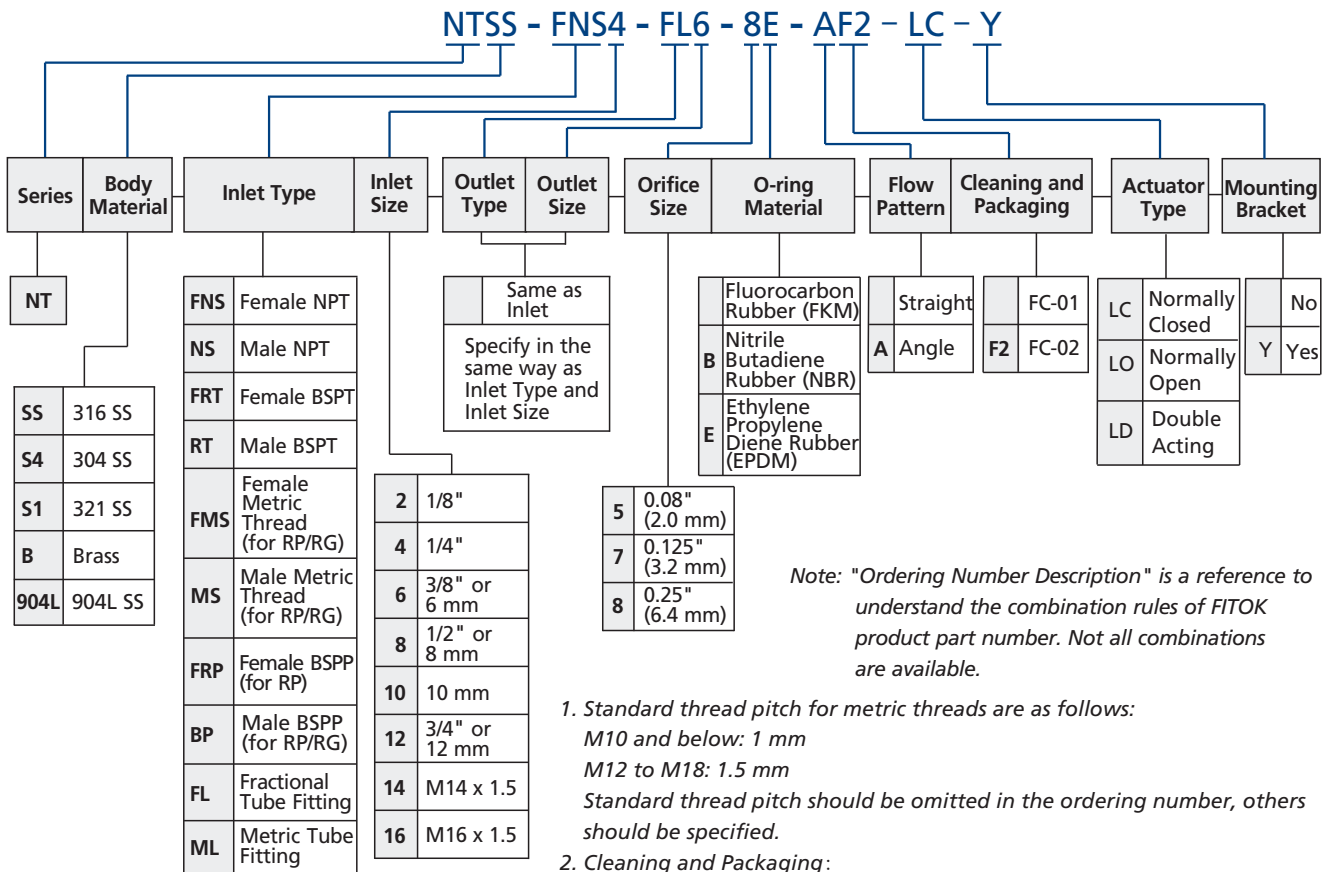 NTSS - FNS4 - FL6 - 8E - AF2 - LC - Y
Series
Body
Material
Inlet Type
Inlet
Size
Outlet
Type
Outlet
Size
Orifice
Size
O-ring
Material
Flow
Pattern
Cleaning and
Packaging
Actuator
Type
Mounting
Bracket
NT
SS 316 SS
S4 304 SS
S1 321 SS
B Brass
904L 904L SS
FNS Female NPT
NS Male NPT
FRT Female BSPT
RT Male BSPT
FMS Female
Metric
Thread
(for RP/RG)
MS Male Metric
Thread
(for RP/RG)
FRP Female BSPP
(for RP)
BP Male BSPP
(for RP/RG)
FL Fractional
Tube Fitting
ML Metric Tube
Fitting
2 1/8"
4 1/4"
6 3/8" or
6 mm
8 1/2" or
8 mm
10 10 mm
12 3/4" or
12 mm
14 M14 x 1.5
16 M16 x 1.5
Same as
Inlet
Specify in the
same way as
Inlet Type and
Inlet Size
5 0.08"
(2.0 mm)
7 0.125"
(3.2 mm)
8 0.25"
(6.4 mm)
Fluorocarbon
Rubber (FKM)
B Nitrile
Butadiene
Rubber (NBR)
E Ethylene
Propylene
Diene Rubber
(EPDM)
Straight
A Angle
FC-01
F2 FC-02
LC Normally
Closed
LO Normally
Open
LD Double
Acting
No
Y Yes
Note: "Ordering Number Description" is a reference to
understand the combination rules of FITOK
product part number. Not all combinations
are available.
1. Standard thread pitch for metric threads are as follows:
M10 and below: 1 mm
M12 to M18: 1.5 mm
Standard thread pitch should be omitted in the ordering number, others
should be specified.
2. Cleaning and Packaging: